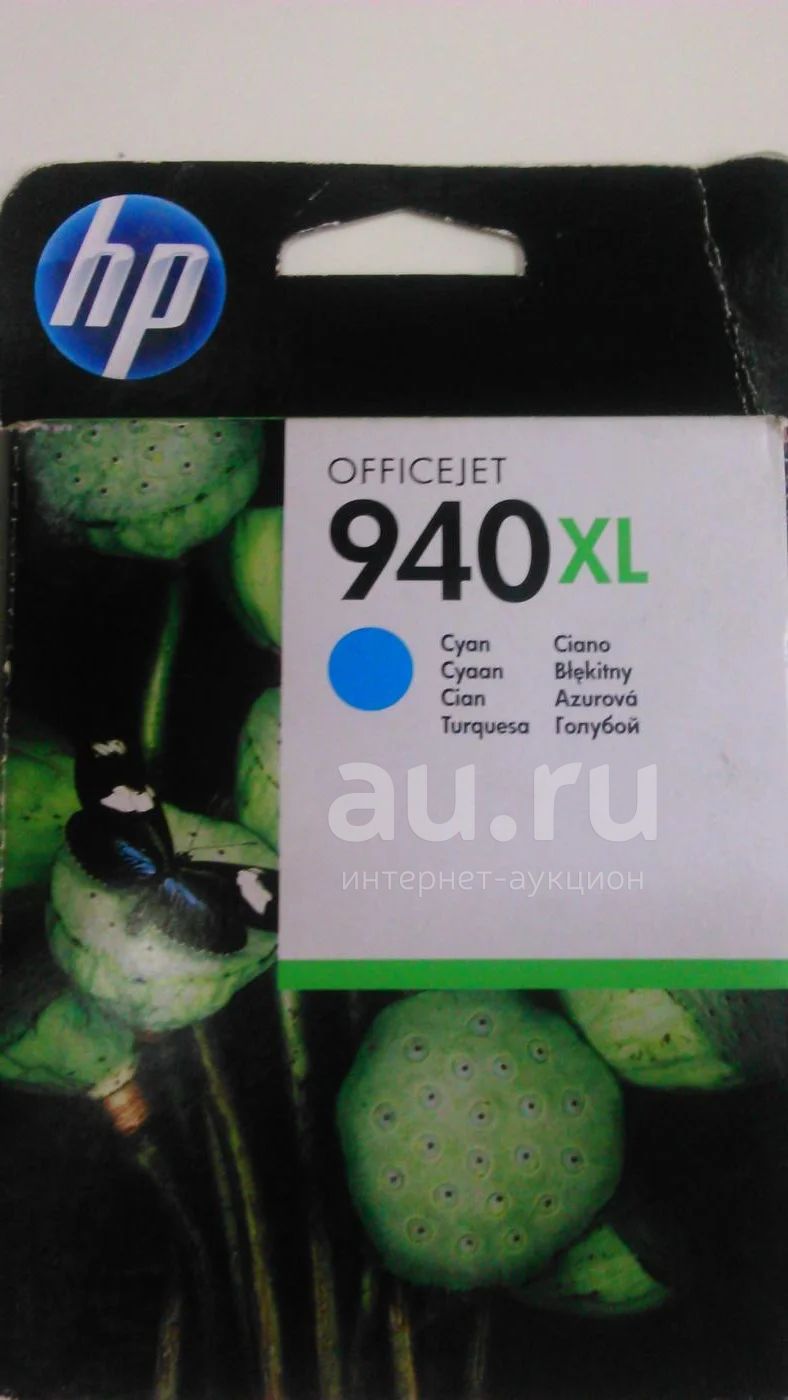 hp
OFFICEJET
940XL
Cyan Ciano
Cyaan Błękitny
Cian Azurová
Turquesa Голубой
au.ru
интернет-аукцион